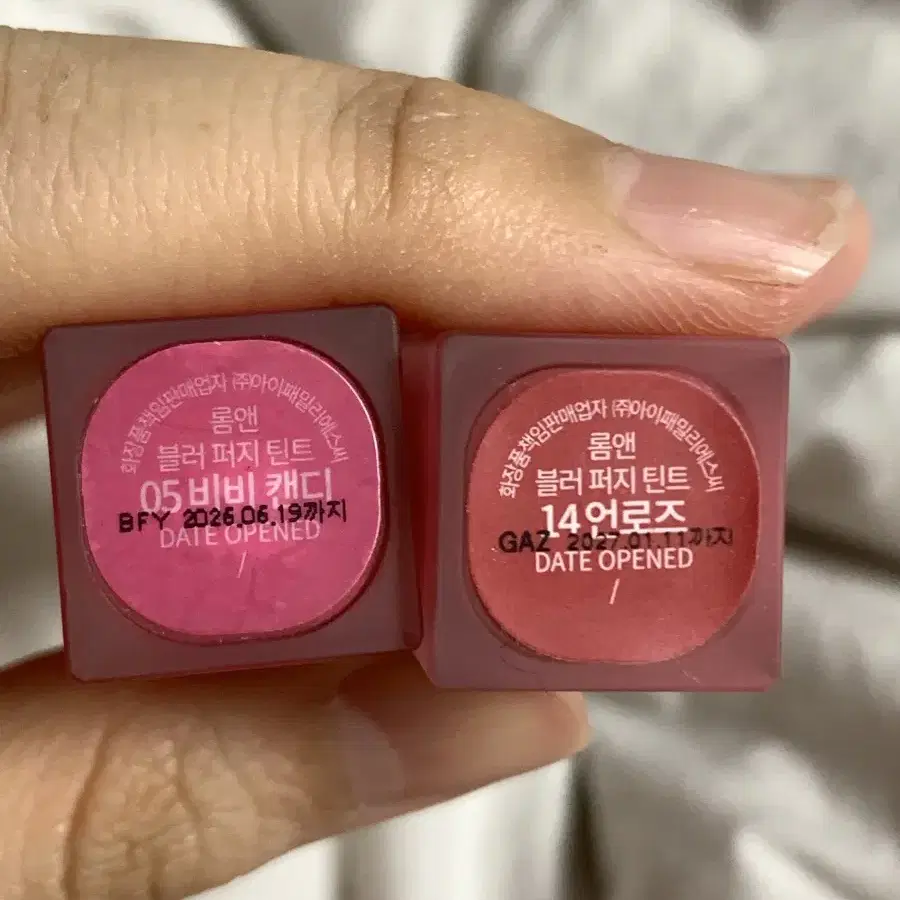 화장품책임판매업자 ㈜아이패밀리에스씨
롬앤
블러 퍼지 틴트
05 비비 캔디
BFY 2026.06.19까지
DATE OPENED
/
화장품책임판매업자 ㈜아이패밀리에스씨
롬앤
블러 퍼지 틴트
14 언로즈
GAZ 2027.01.11까지
DATE OPENED
/